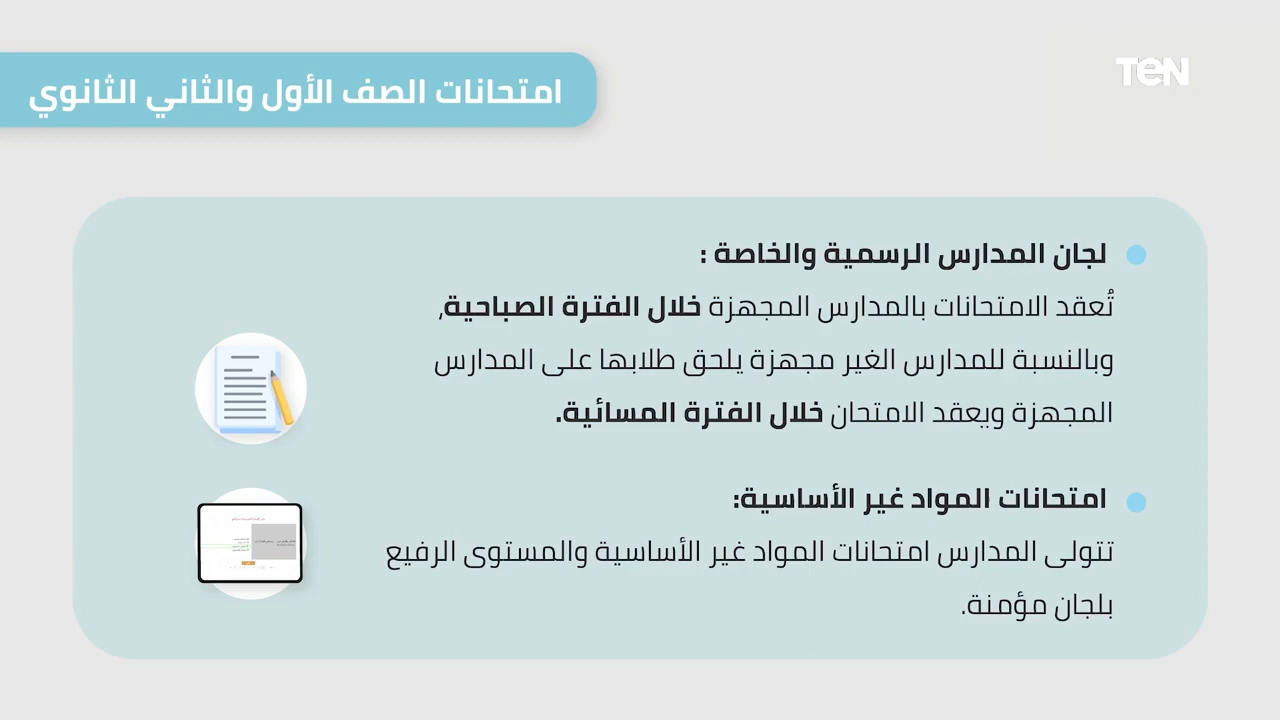 TEN
امتحانات الصف الأول والثاني الثانوي
لجان المدارس الرسمية والخاصة :
تُعقد الامتحانات بالمدارس المجهزة خلال الفترة الصباحية,
وبالنسبة للمدارس الغير مجهزة يلحق طلابها على المدارس
المجهزة ويعقد الامتحان خلال الفترة المسائية.
امتحانات المواد غير الأساسية:
تتولى المدارس امتحانات المواد غير الأساسية والمستوى الرفيع
بلجان مؤمنة.